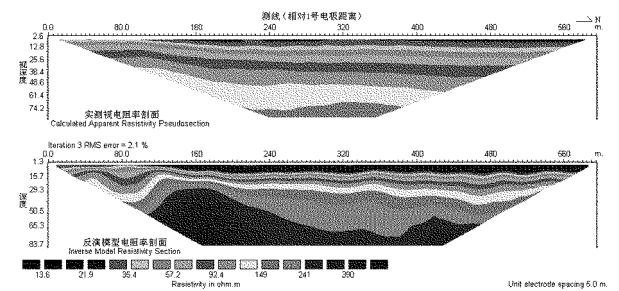 测线(相对1号电极距离)
N
0.0 80.0 160 240 320 400 480 560 m.
2.6
12.8
25.6
38.4
48.6
61.4
74.2
视深度
实测视电阻率剖面
Calculated Apparent Resistivity Pseudosection
Iteration 3 RMS error = 2.1 %
0.0 80.0 160 240 320 400 480 560 m.
1.3
15.7
29.3
60.5
65.3
83.7
深度
反演模型电阻率剖面
Inverse Model Resistivity Section
13.6 21.9 35.4 57.2 92.4 149 241 390
Resistivity in ohm.m
Unit electrode spacing 5.0 m.